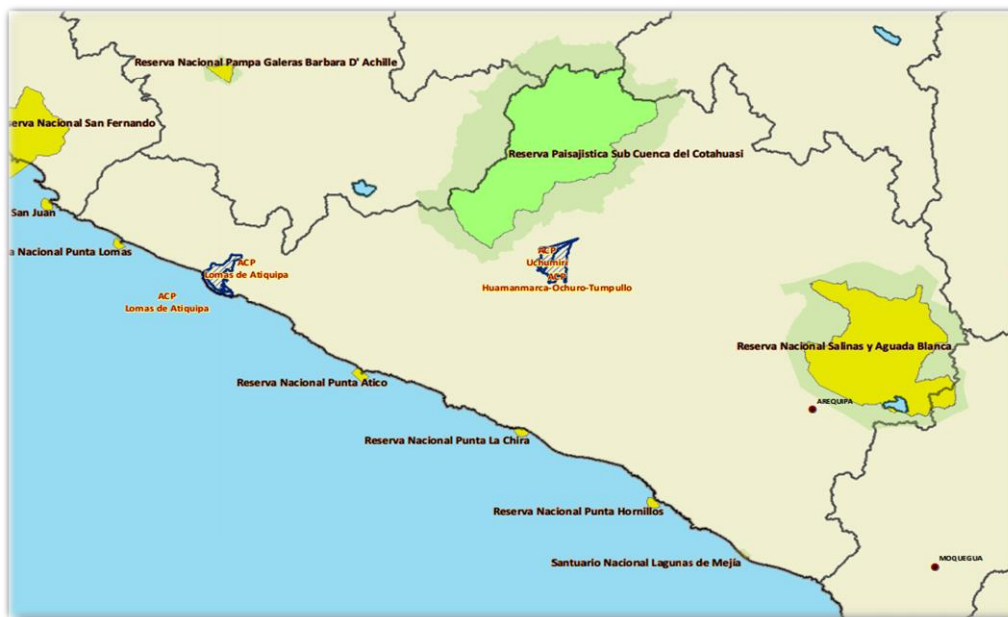 Reserva Nacional Pampa Galeras Barbara D' Achille
serva Nacional San Fernando
Reserva Paisajistica Sub Cuenca del Cotahuasi
San Juan
a Nacional Punta Lomas
ACP
Lomas de Atiquipa
ACP
Lomas de Atiquipa
ACP
Uchumiri
ACP
Huamanmarca-Ochuro-Tumpullo
Reserva Nacional Salinas y Aguada Blanca
Reserva Nacional Punta Atico
AREQUIPA
Reserva Nacional Punta La Chira
Reserva Nacional Punta Hornillos
Santuario Nacional Lagunas de Mejía
MOQUEGUA